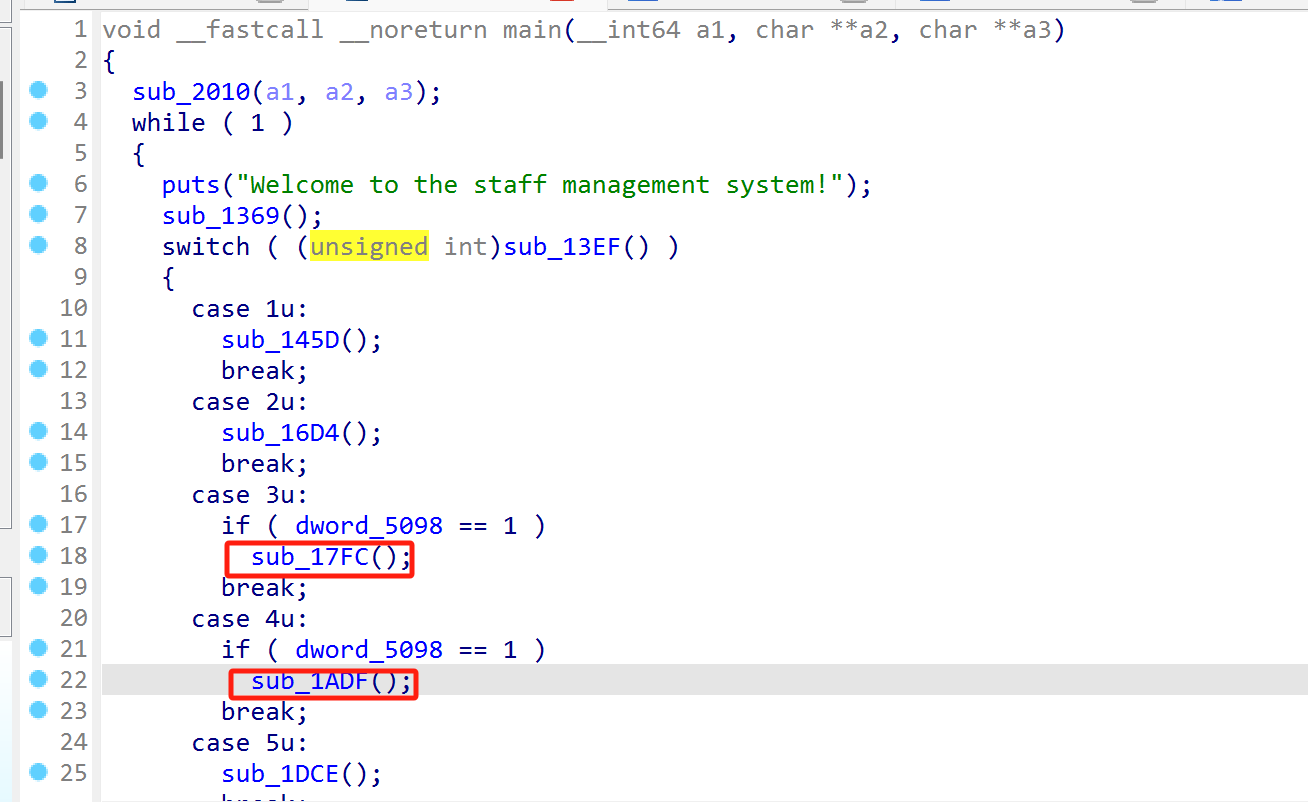 1 void __fastcall __noreturn main(__int64 a1, char **a2, char **a3)
2 {
3 sub_2010(a1, a2, a3);
4 while ( 1 )
5 {
6 puts("Welcome to the staff management system!");
7 sub_1369();
8 switch ( (unsigned int)sub_13EF() )
9 {
10 case 1u:
11 sub_145D();
12 break;
13 case 2u:
14 sub_16D4();
15 break;
16 case 3u:
17 if ( dword_5098 == 1 )
18 sub_17FC();
19 break;
20 case 4u:
21 if ( dword_5098 == 1 )
22 sub_1ADF();
23 break;
24 case 5u:
25 sub_1DCE();